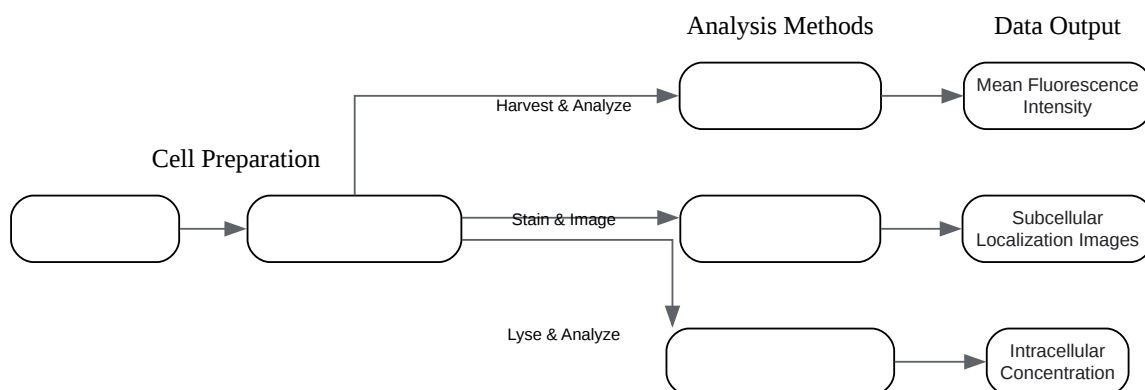 Analysis Methods
Data Output
Mean Fluorescence
Intensity
Harvest & Analyze
Cell Preparation
Stain & Image
Subcellular
Localization Images
Lyse & Analyze
Intracellular
Concentration